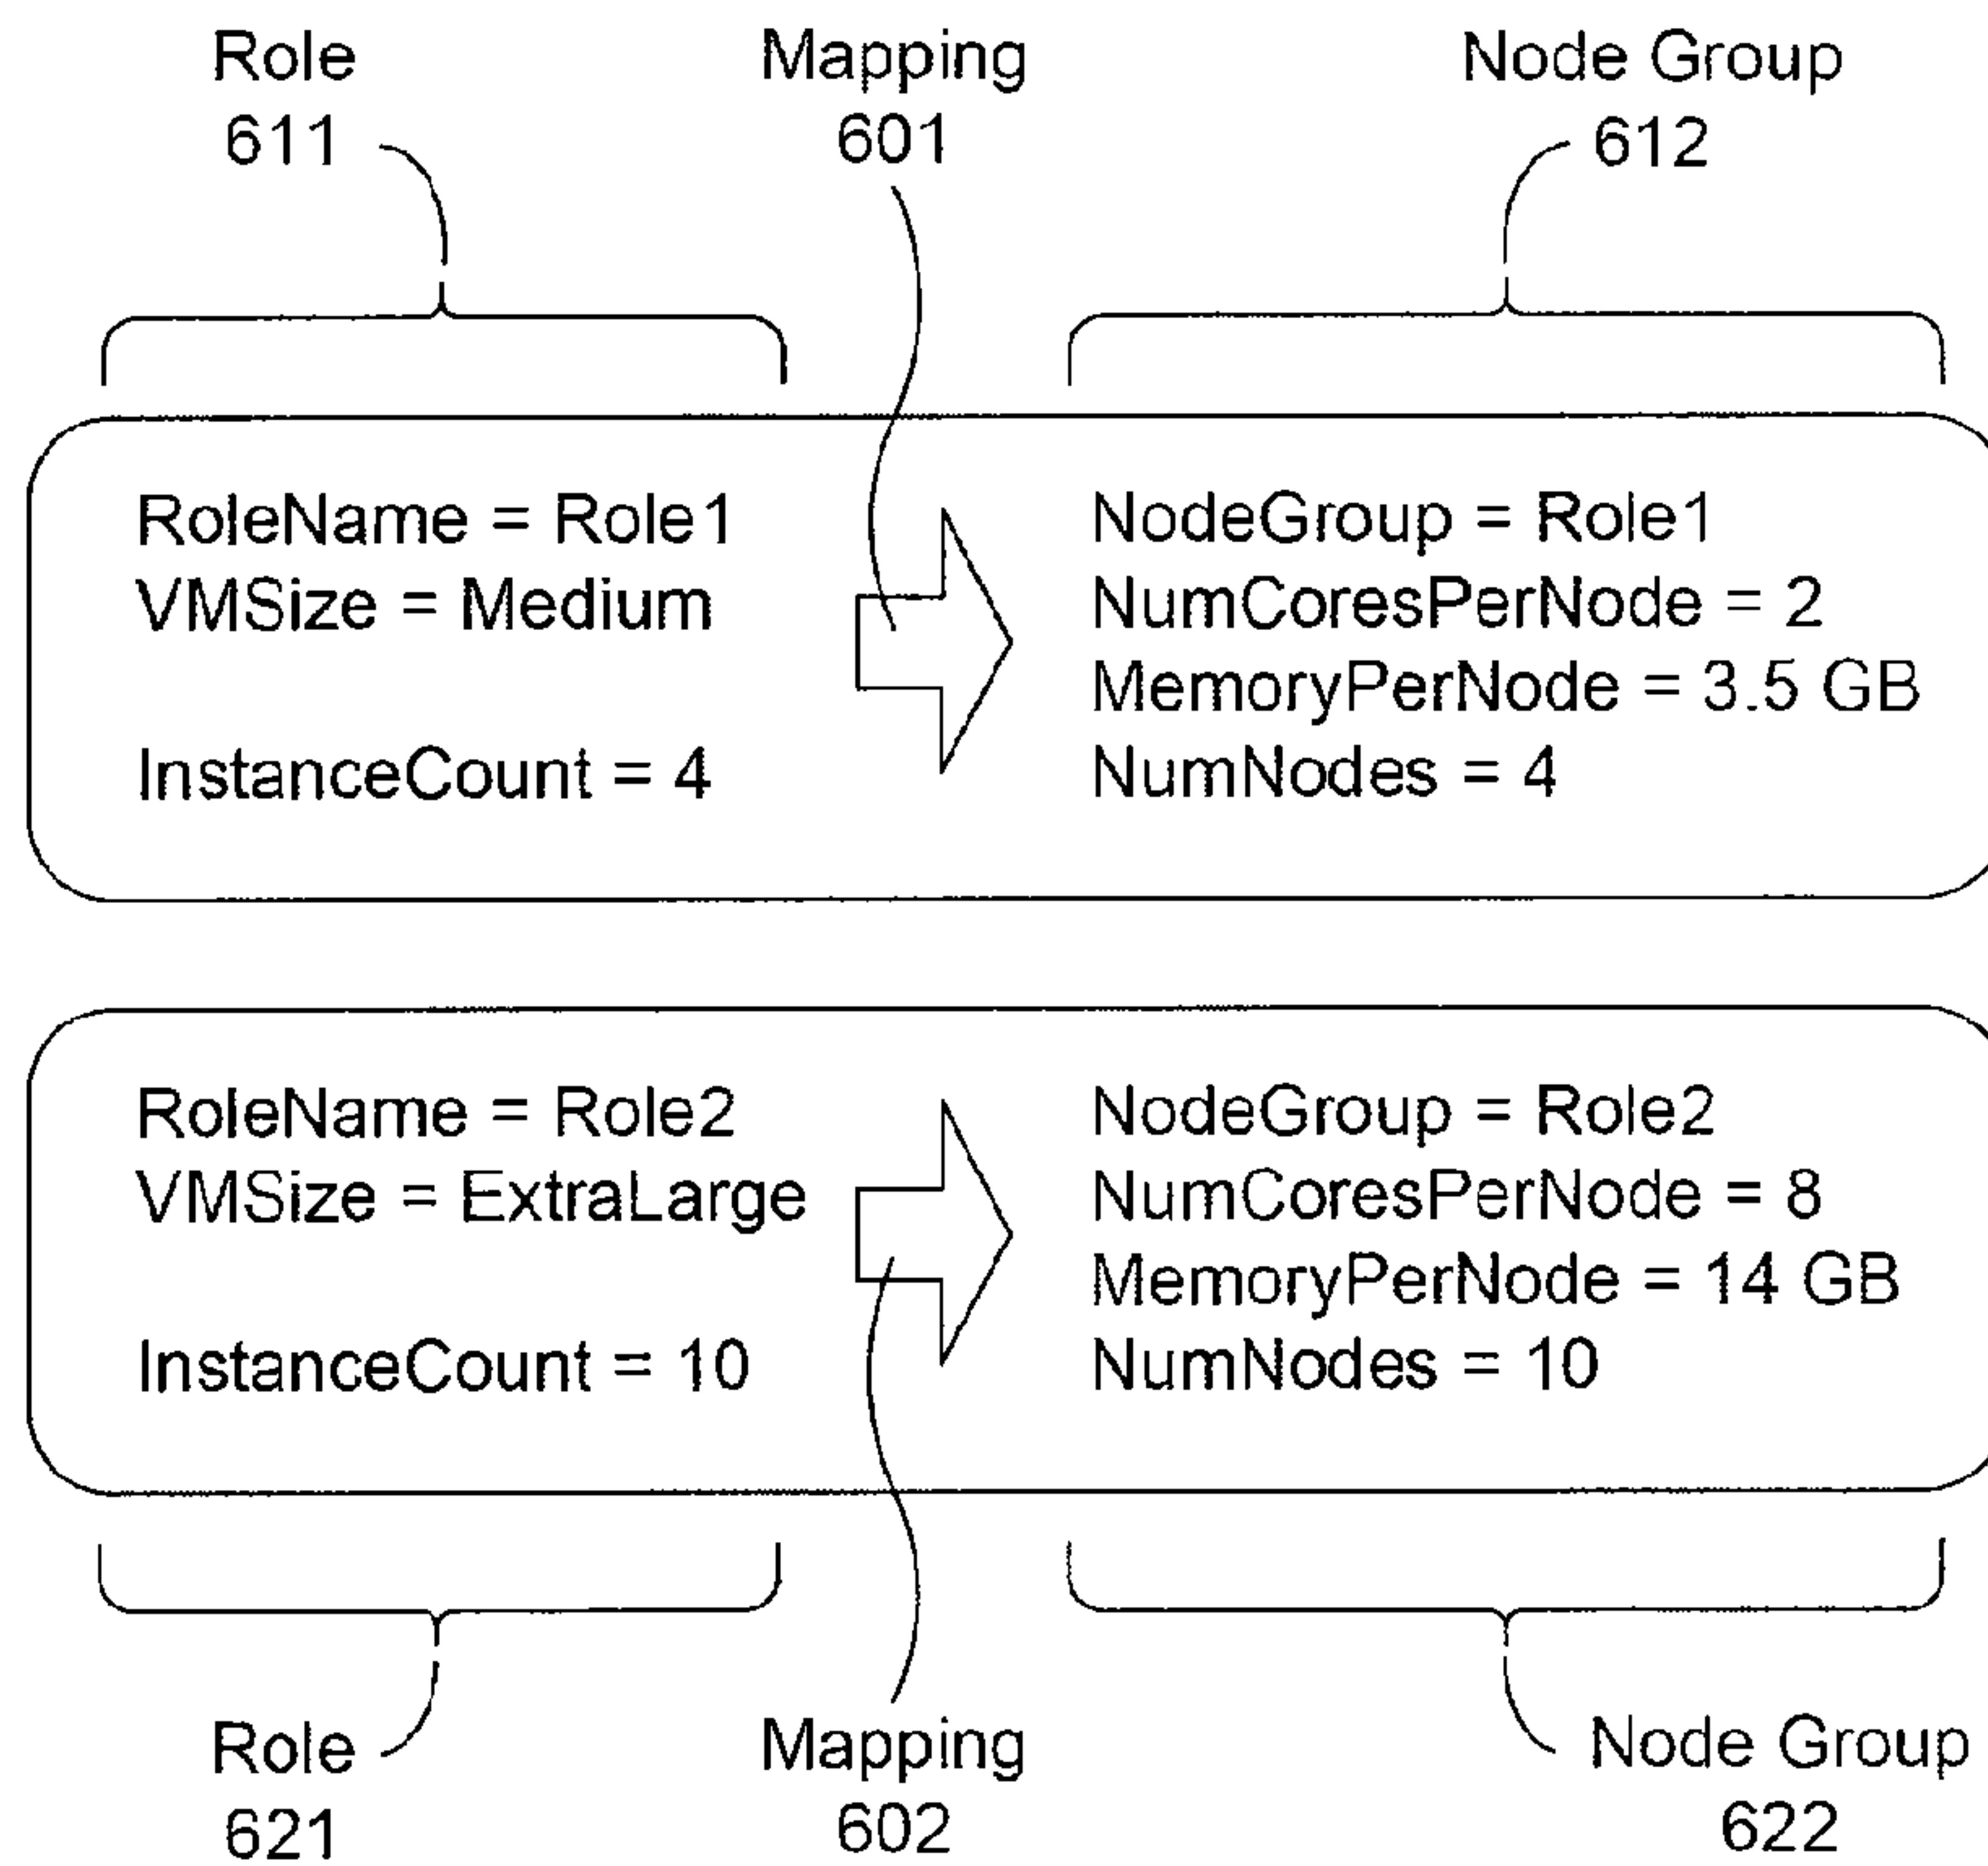 Role
611
Mapping
601
Node Group
612
RoleName = Role1
VMSize = Medium
InstanceCount = 4
NodeGroup = Role1
NumCoresPerNode = 2
MemoryPerNode = 3.5 GB
NumNodes = 4
RoleName = Role2
VMSize = ExtraLarge
InstanceCount = 10
NodeGroup = Role2
NumCoresPerNode = 8
MemoryPerNode = 14 GB
NumNodes = 10
Role
621
Mapping
602
Node Group
622